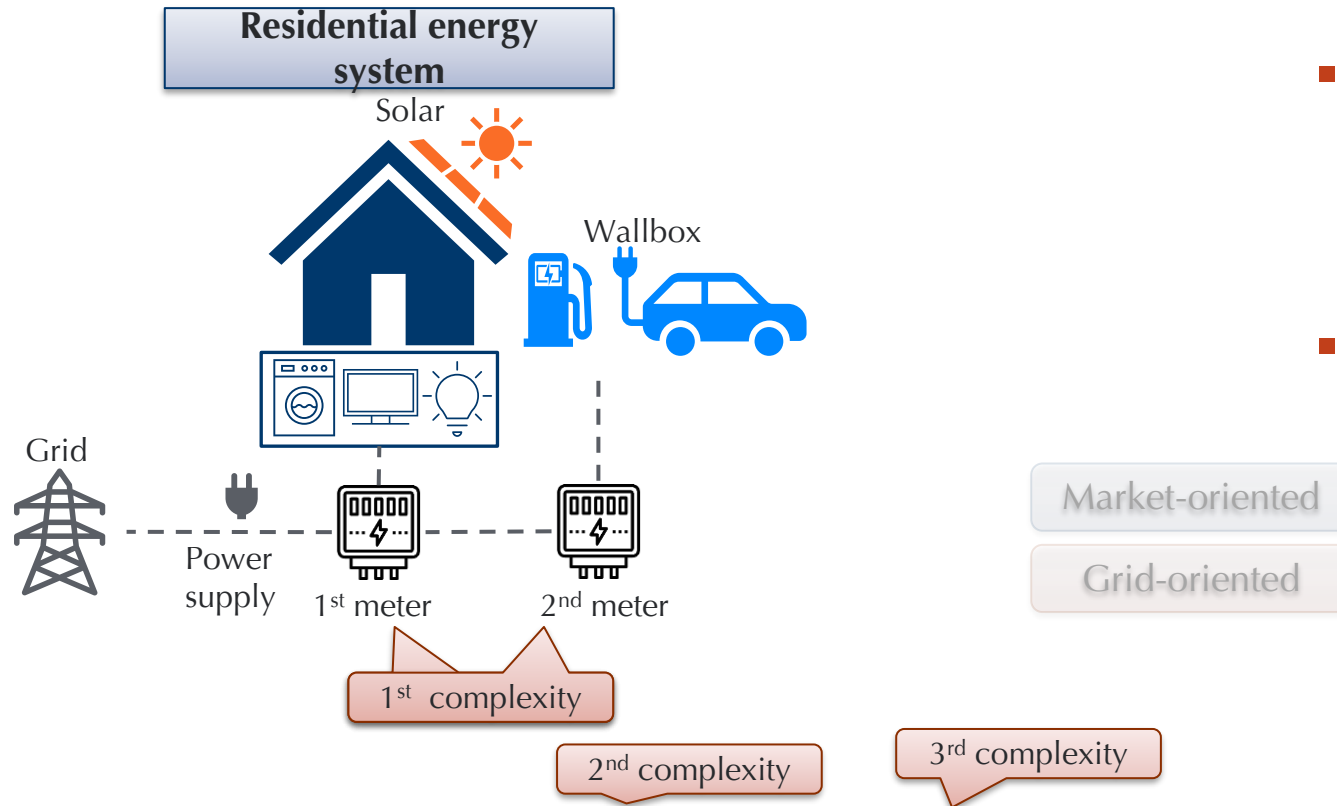 Residential energy
system
Solar
Wallbox
Grid
Power
supply
1st meter
2nd meter
Market-oriented
Grid-oriented
1st complexity
2nd complexity
3rd complexity